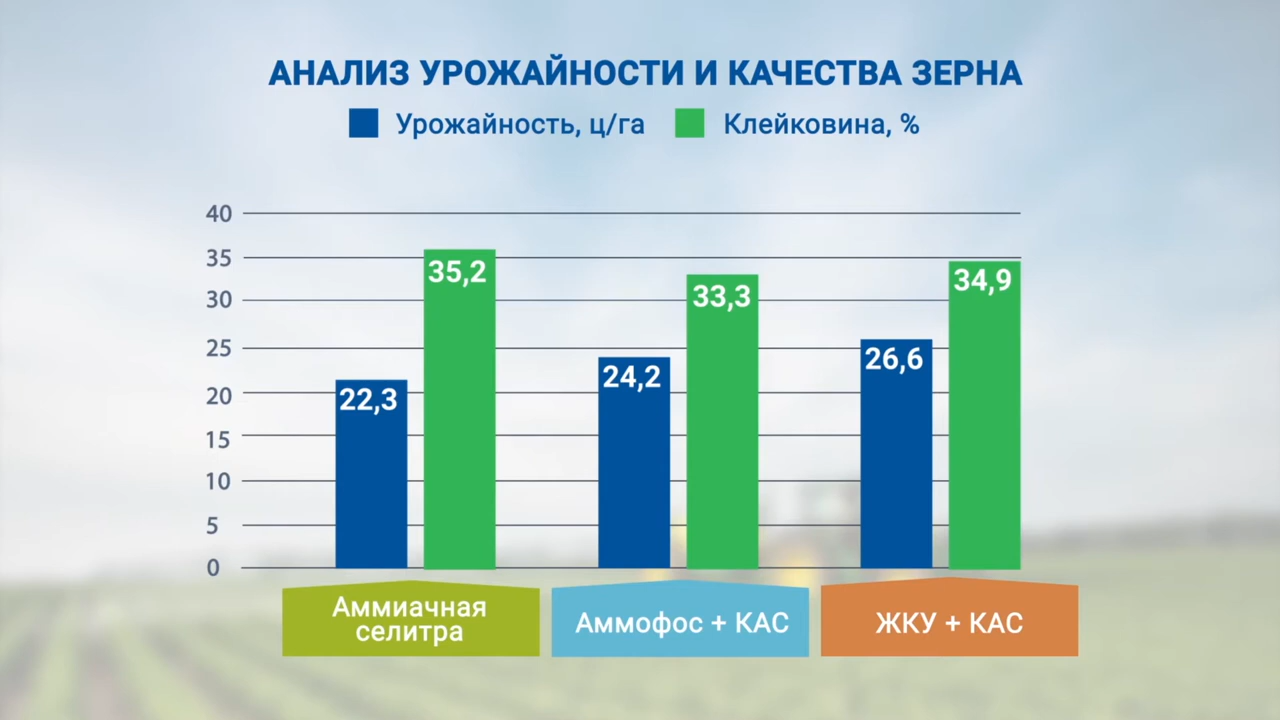 АНАЛИЗ УРОЖАЙНОСТИ И КАЧЕСТВА ЗЕРНА
Урожайность, ц/га
Клейковина, %
40
35
30
25
20
15
10
5
0
22,3
35,2
24,2
33,3
26,6
34,9
Аммиачная
селитра
Аммофос + КАС
ЖКУ + КАС